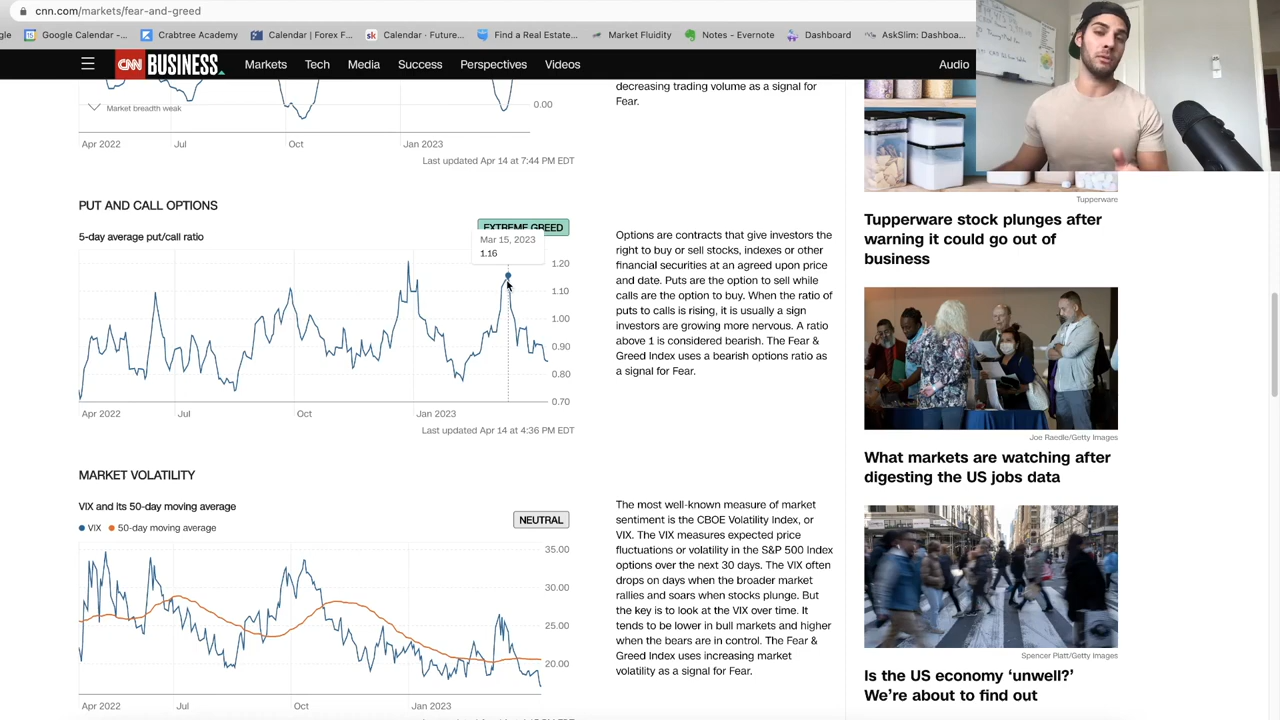 cnn.com/markets/fear-and-greed
gle
Google Calendar -...
Crabtree Academy
Calendar | Forex F...
Calendar · Future...
Find a Real Estate...
Market Fluidity
Notes - Evernote
Dashboard
AskSlim: Dashboa...
CNN BUSINESS
Markets
Tech
Media
Success
Perspectives
Videos
Audio
Market breadth weak
0.00
Apr 2022
Jul
Oct
Jan 2023
Last updated Apr 14 at 7:44 PM EDT
decreasing trading volume as a signal for
Fear.
PUT AND CALL OPTIONS
5-day average put/call ratio
EXTREME GREED
Mar 15, 2023
1.16
1.20
1.10
1.00
0.90
0.80
0.70
Apr 2022
Jul
Oct
Jan 2023
Last updated Apr 14 at 4:36 PM EDT
Options are contracts that give investors the
right to buy or sell stocks, indexes or other
financial securities at an agreed upon price
and date. Puts are the option to sell while
calls are the option to buy. When the ratio of
puts to calls is rising, it is usually a sign
investors are growing more nervous. A ratio
above 1 is considered bearish. The Fear &
Greed Index uses a bearish options ratio as
a signal for Fear.
MARKET VOLATILITY
VIX and its 50-day moving average
VIX
50-day moving average
NEUTRAL
35.00
30.00
25.00
20.00
Apr 2022
Jul
Oct
Jan 2023
The most well-known measure of market
sentiment is the CBOE Volatility Index, or
VIX. The VIX measures expected price
fluctuations or volatility in the S&P 500 Index
options over the next 30 days. The VIX often
drops on days when the broader market
rallies and soars when stocks plunge. But
the key is to look at the VIX over time. It
tends to be lower in bull markets and higher
when the bears are in control. The Fear &
Greed Index uses increasing market
volatility as a signal for Fear.
Tupperware
Tupperware stock plunges after
warning it could go out of
business
Joe Raedle/Getty Images
What markets are watching after
digesting the US jobs data
Spencer Platt/Getty Images
Is the US economy ‘unwell?’
We’re about to find out